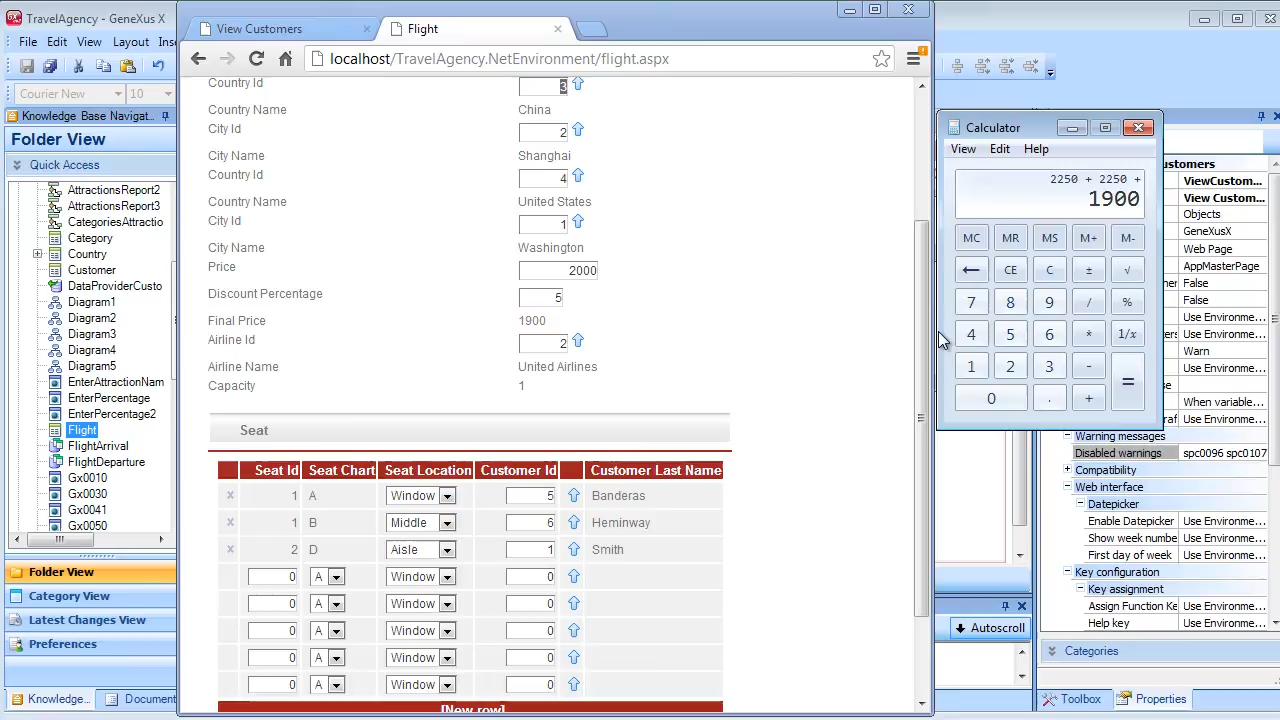 TravelAgency - GeneXus X
File Edit View Layout Inse
Courier New 10
Knowledge Base Navigat...
Folder View
Quick Access
AttractionsReport2
AttractionsReport3
CategoriesAttractio
Category
Country
Customer
DataProviderCusto
Diagram1
Diagram2
Diagram3
Diagram4
Diagram5
EnterAttractionNam
EnterPercentage
EnterPercentage2
Flight
FlightArrival
FlightDeparture
Gx0010
Gx0030
Gx0041
Gx0050
Folder View
Category View
Latest Changes View
Preferences
Knowledge...
Document
View Customers
Flight
localhost/TravelAgency.NetEnvironment/flight.aspx
Country Id 3
Country Name China
City Id 2
City Name Shanghai
Country Id 4
Country Name United States
City Id 1
City Name Washington
Price 2000
Discount Percentage 5
Final Price 1900
Airline Id 2
Airline Name United Airlines
Capacity 1
Seat
Seat Id Seat Chart Seat Location Customer Id Customer Last Name
x 1 A Window 5 Banderas
x 1 B Middle 6 Heminway
x 2 D Aisle 1 Smith
0 A Window 0
0 A Window 0
0 A Window 0
0 A Window 0
0 A Window 0
[New row]
Calculator
View Edit Help
2250 + 2250 +
1900
MC MR MS M+ M-
← CE C ± √
7 8 9 / %
4 5 6 * 1/x
1 2 3 - =
0 . +
ustomers
ViewCustom...
View Custom...
Objects
GeneXusX
Web Page
AppMasterPage
False
False
Use Environme...
Use Environme...
Warn
Use Environme...
When variable...
Use Environme...
Warning messages
Disabled warnings spc0096 spc0107
Compatibility
Web interface
Datepicker
Enable Datepicker Use Environme...
Show week numbe Use Environme...
First day of week Use Environme...
Key configuration
Key assignment
Assign Function Ke Use Environme...
Help key Use Environme...
Categories
Autoscroll
Toolbox Properties